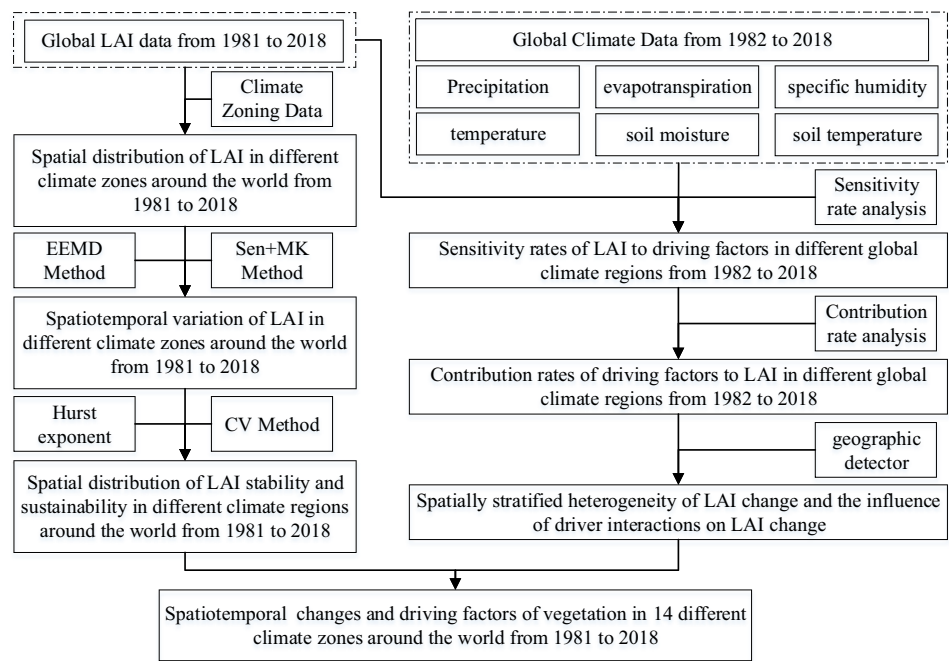 Global LAI data from 1981 to 2018
Climate
Zoning Data
Spatial distribution of LAI in different
climate zones around the world from
1981 to 2018
EEMD
Method
Sen+MK
Method
Spatiotemporal variation of LAI in
different climate zones around the world
from 1981 to 2018
Hurst
exponent
CV Method
Spatial distribution of LAI stability and
sustainability in different climate regions
around the world from 1981 to 2018
Global Climate Data from 1982 to 2018
Precipitation
evapotranspiration
specific humidity
temperature
soil moisture
soil temperature
Sensitivity
rate analysis
Sensitivity rates of LAI to driving factors in different global
climate regions from 1982 to 2018
Contribution
rate analysis
Contribution rates of driving factors to LAI in different global
climate regions from 1982 to 2018
geographic
detector
Spatially stratified heterogeneity of LAI change and the influence
of driver interactions on LAI change
Spatiotemporal changes and driving factors of vegetation in 14 different
climate zones around the world from 1981 to 2018